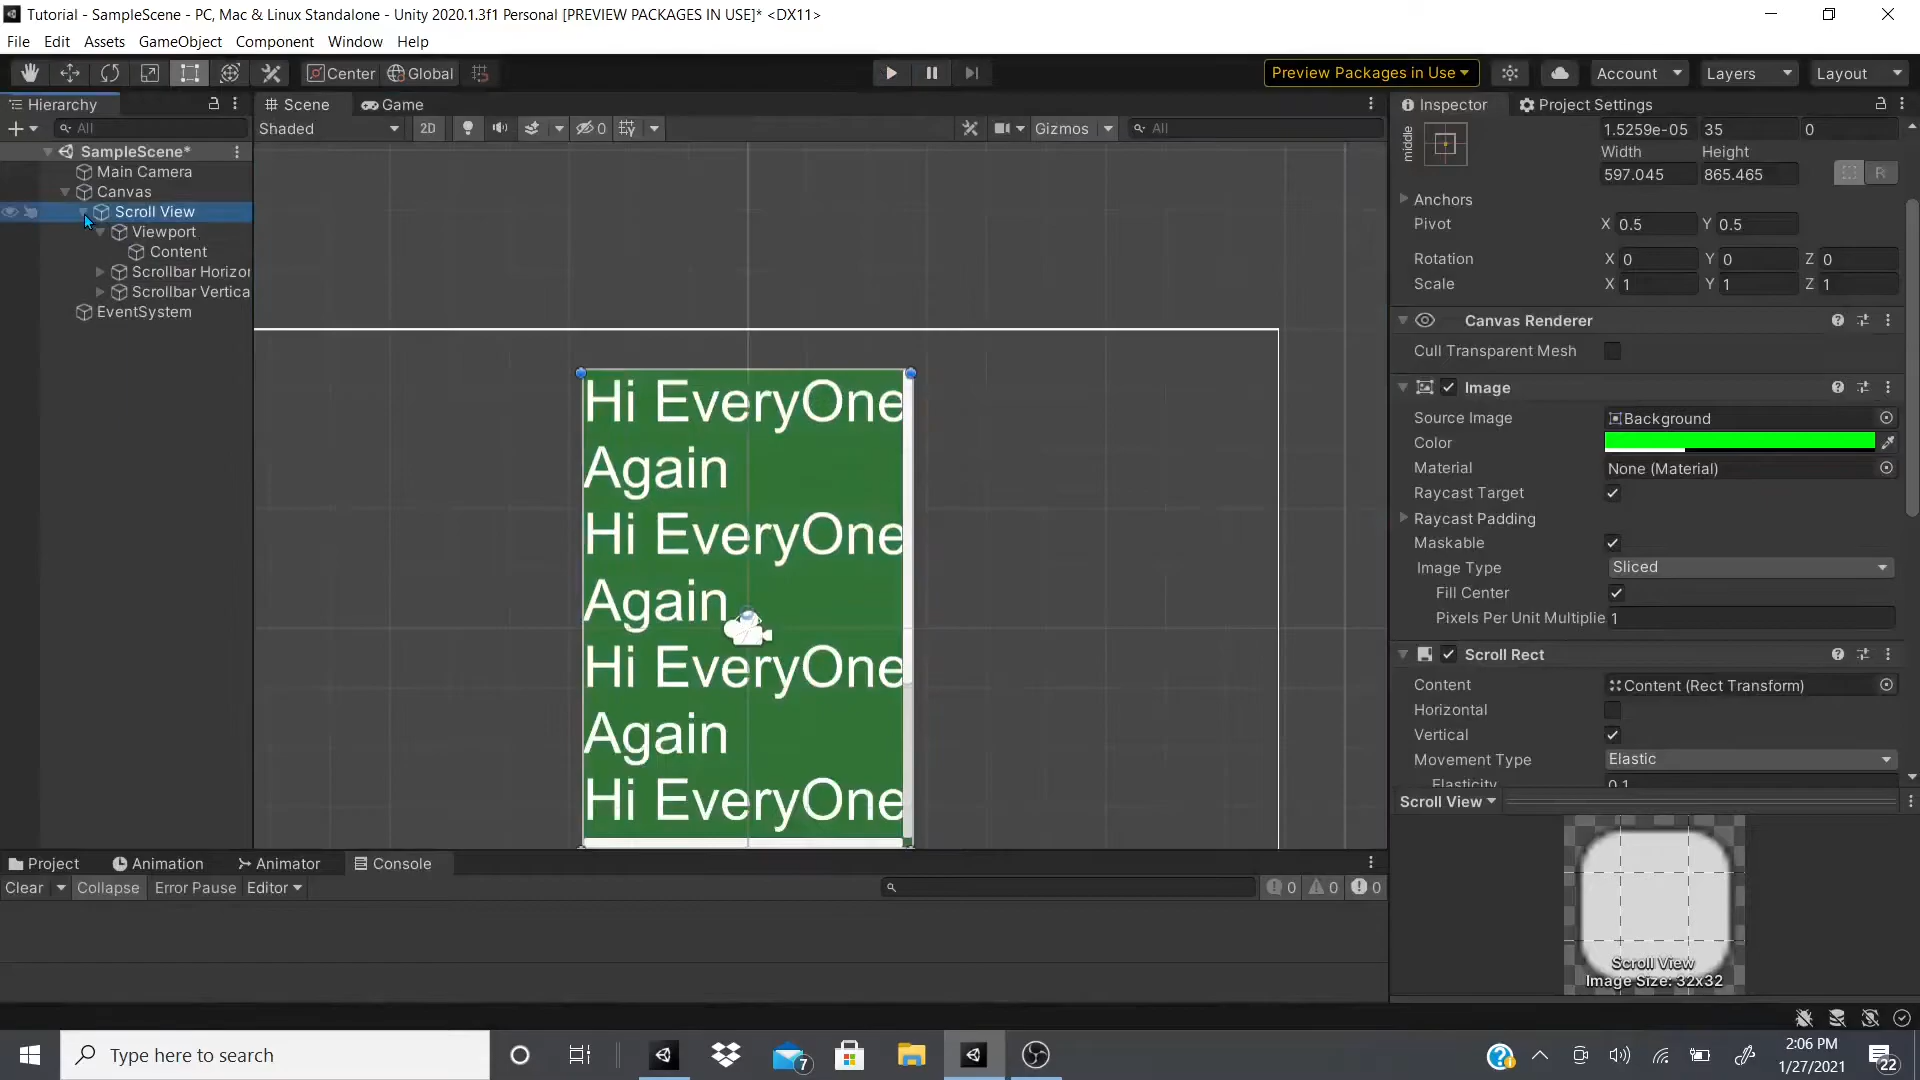 Tutorial - SampleScene - PC, Mac & Linux Standalone - Unity 2020.1.3f1 Personal [PREVIEW PACKAGES IN USE]* <DX11>
File Edit Assets GameObject Component Window Help
Center Global Preview Packages in Use Account Layers Layout
Hierarchy Scene Game Inspector Project Settings
All Shaded 2D 0 Gizmos All
SampleScene*
Main Camera
Canvas
Scroll View
Viewport
Content
Scrollbar Horizor
Scrollbar Vertica
EventSystem
Hi EveryOne
Again
Hi EveryOne
Again
Hi EveryOne
Again
Hi EveryOne
middle
1.5259e-05 35 0
Width Height
597.045 865.465 R
Anchors
Pivot X 0.5 Y 0.5
Rotation X 0 Y 0 Z 0
Scale X 1 Y 1 Z 1
Canvas Renderer
Cull Transparent Mesh
Image
Source Image Background
Color
Material None (Material)
Raycast Target
Raycast Padding
Maskable
Image Type Sliced
Fill Center
Pixels Per Unit Multiplie 1
Scroll Rect
Content Content (Rect Transform)
Horizontal
Vertical
Movement Type Elastic
Elasticity 0.1
Scroll View
Scroll View
Image Size: 32x32
Project Animation Animator Console
Clear Collapse Error Pause Editor 0 0 0
Type here to search
7
2:06 PM
1/27/2021
22